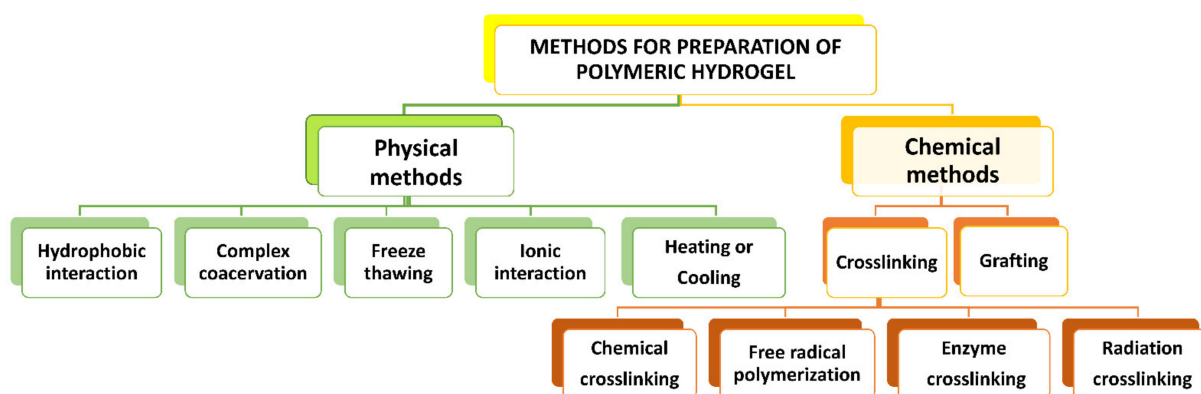 METHODS FOR PREPARATION OF
POLYMERIC HYDROGEL
Physical
methods
Chemical
methods
Hydrophobic
interaction
Complex
coacervation
Freeze
thawing
Ionic
interaction
Heating or
Cooling
Crosslinking
Grafting
Chemical
crosslinking
Free radical
polymerization
Enzyme
crosslinking
Radiation
crosslinking